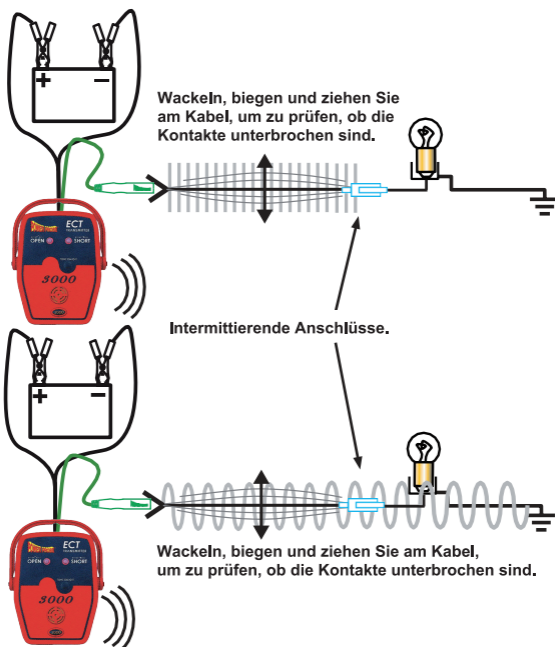 + −
Wackeln, biegen und ziehen Sie
am Kabel, um zu prüfen, ob die
Kontakte unterbrochen sind.
ECT
OPEN SHORT
3000
Intermittierende Anschlüsse.
+ −
ECT
OPEN SHORT
3000
Wackeln, biegen und ziehen Sie am Kabel,
um zu prüfen, ob die Kontakte unterbrochen sind.